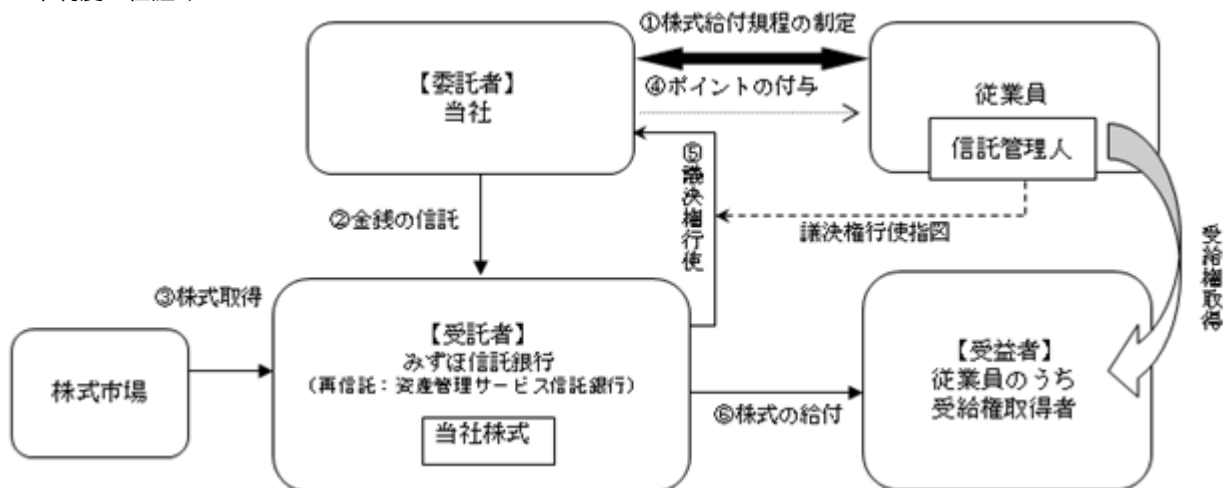 ①株式給付規程の制定
【委託者】
当社
④ポイントの付与
従業員
信託管理人
②金銭の信託
⑤議決権行使
議決権行使指図
受給権取得
③株式取得
株式市場
【受託者】
みずほ信託銀行
(再信託:資産管理サービス信託銀行)
当社株式
⑥株式の給付
【受益者】
従業員のうち
受給権取得者